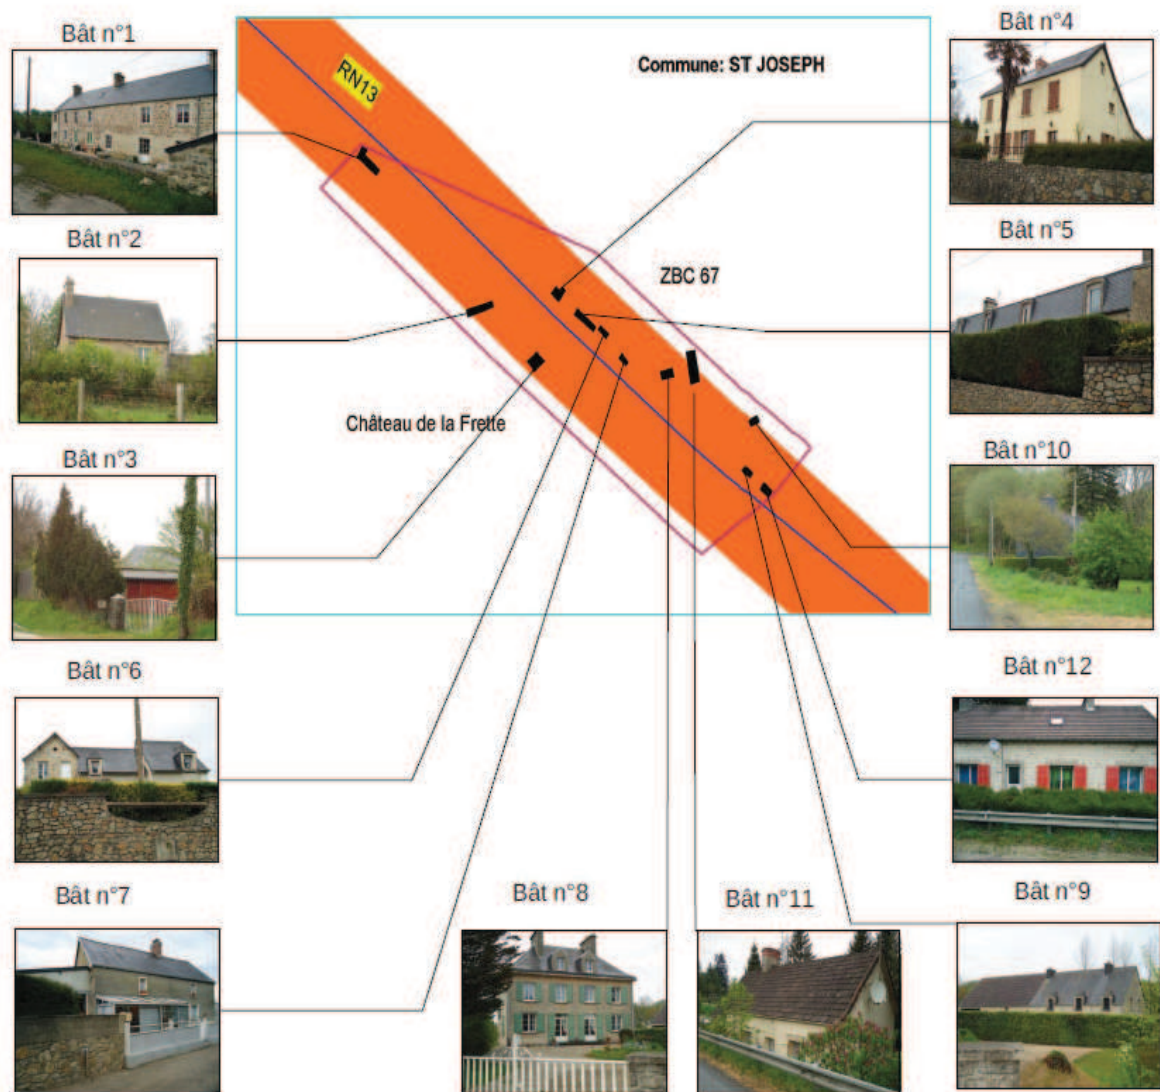 Bât n°1
Bât n°4
RN13
Commune: ST JOSEPH
Bât n°2
Bât n°5
ZBC 67
Château de la Frette
Bât n°3
Bât n°10
Bât n°6
Bât n°12
Bât n°7
Bât n°8
Bât n°11
Bât n°9